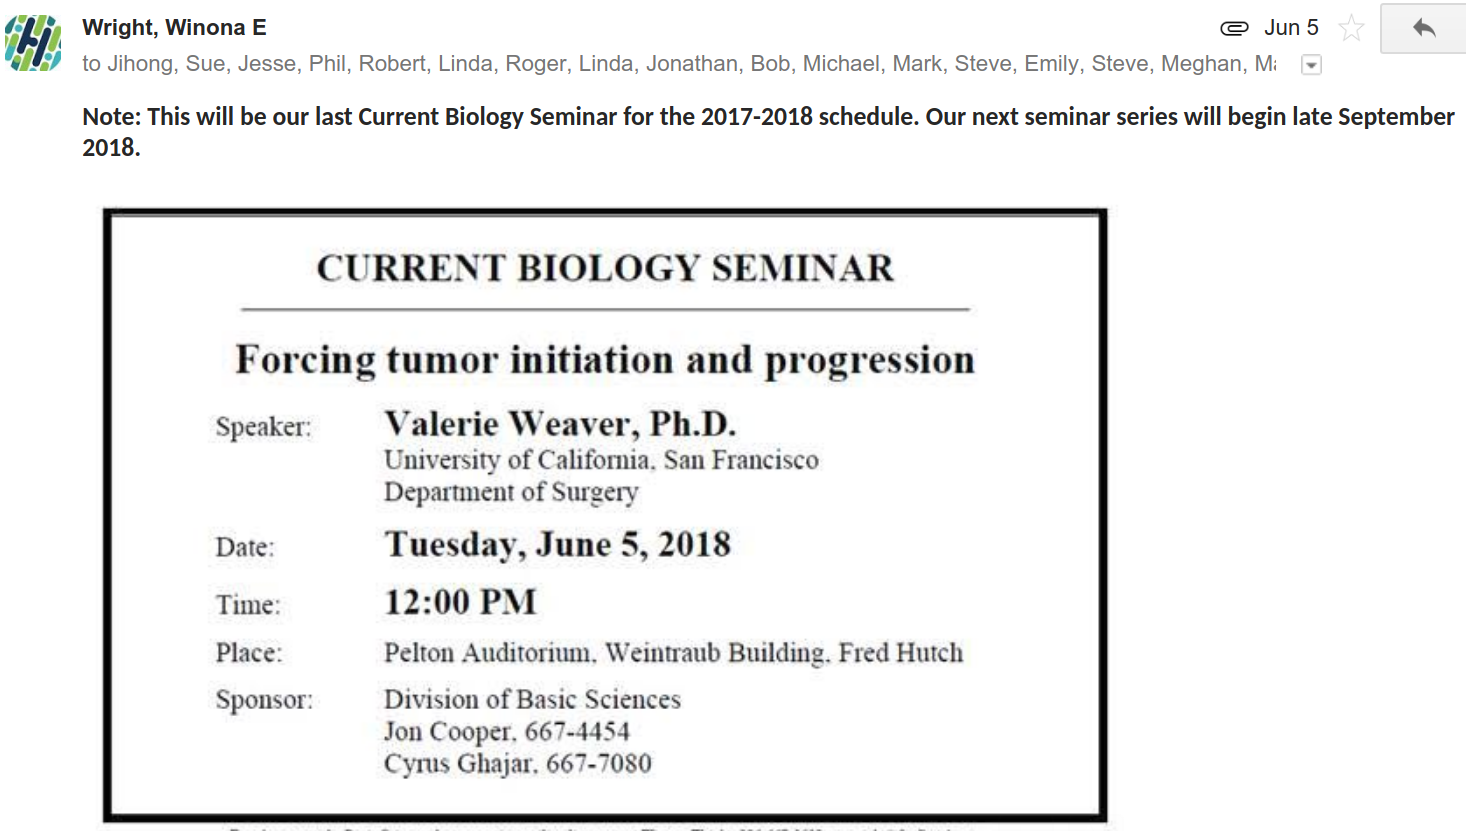 Wright, Winona E
Jun 5
to Jihong, Sue, Jesse, Phil, Robert, Linda, Roger, Linda, Jonathan, Bob, Michael, Mark, Steve, Emily, Steve, Meghan,
Note: This will be our last Current Biology Seminar for the 2017-2018 schedule. Our next seminar series will begin late September
2018.
CURRENT BIOLOGY SEMINAR
Forcing tumor initiation and progression
Speaker: Valerie Weaver, Ph.D.
University of California, San Francisco
Department of Surgery
Date: Tuesday, June 5, 2018
Time: 12:00 PM
Place: Pelton Auditorium, Weintraub Building, Fred Hutch
Sponsor: Division of Basic Sciences
Jon Cooper, 667-4454
Cyrus Ghajar, 667-7080